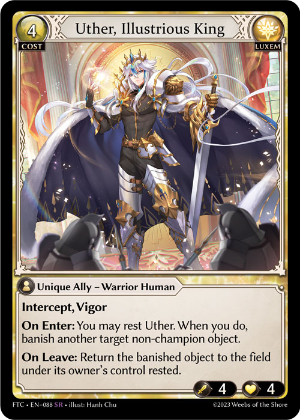 4
Uther, Illustrious King
COST
LUXEM
Unique Ally – Warrior Human
Intercept, Vigor
On Enter: You may rest Uther. When you do,
banish another target non-champion object.
On Leave: Return the banished object to the field
under its owner's control rested.
4
4
FTC • EN-088 SR • illust: Hanh Chu
©2023 Weebs of the Shore